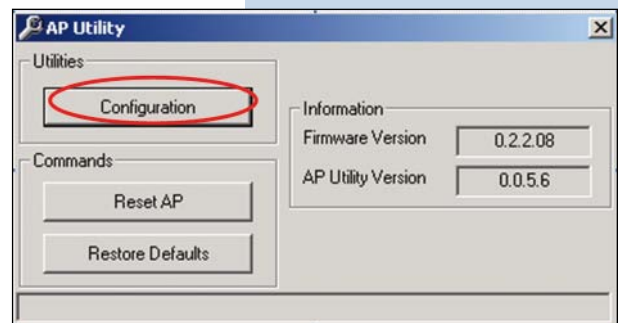 AP Utility
Utilities
Configuration
Commands
Reset AP
Restore Defaults
Information
Firmware Version 0.2.2.08
AP Utility Version 0.0.5.6